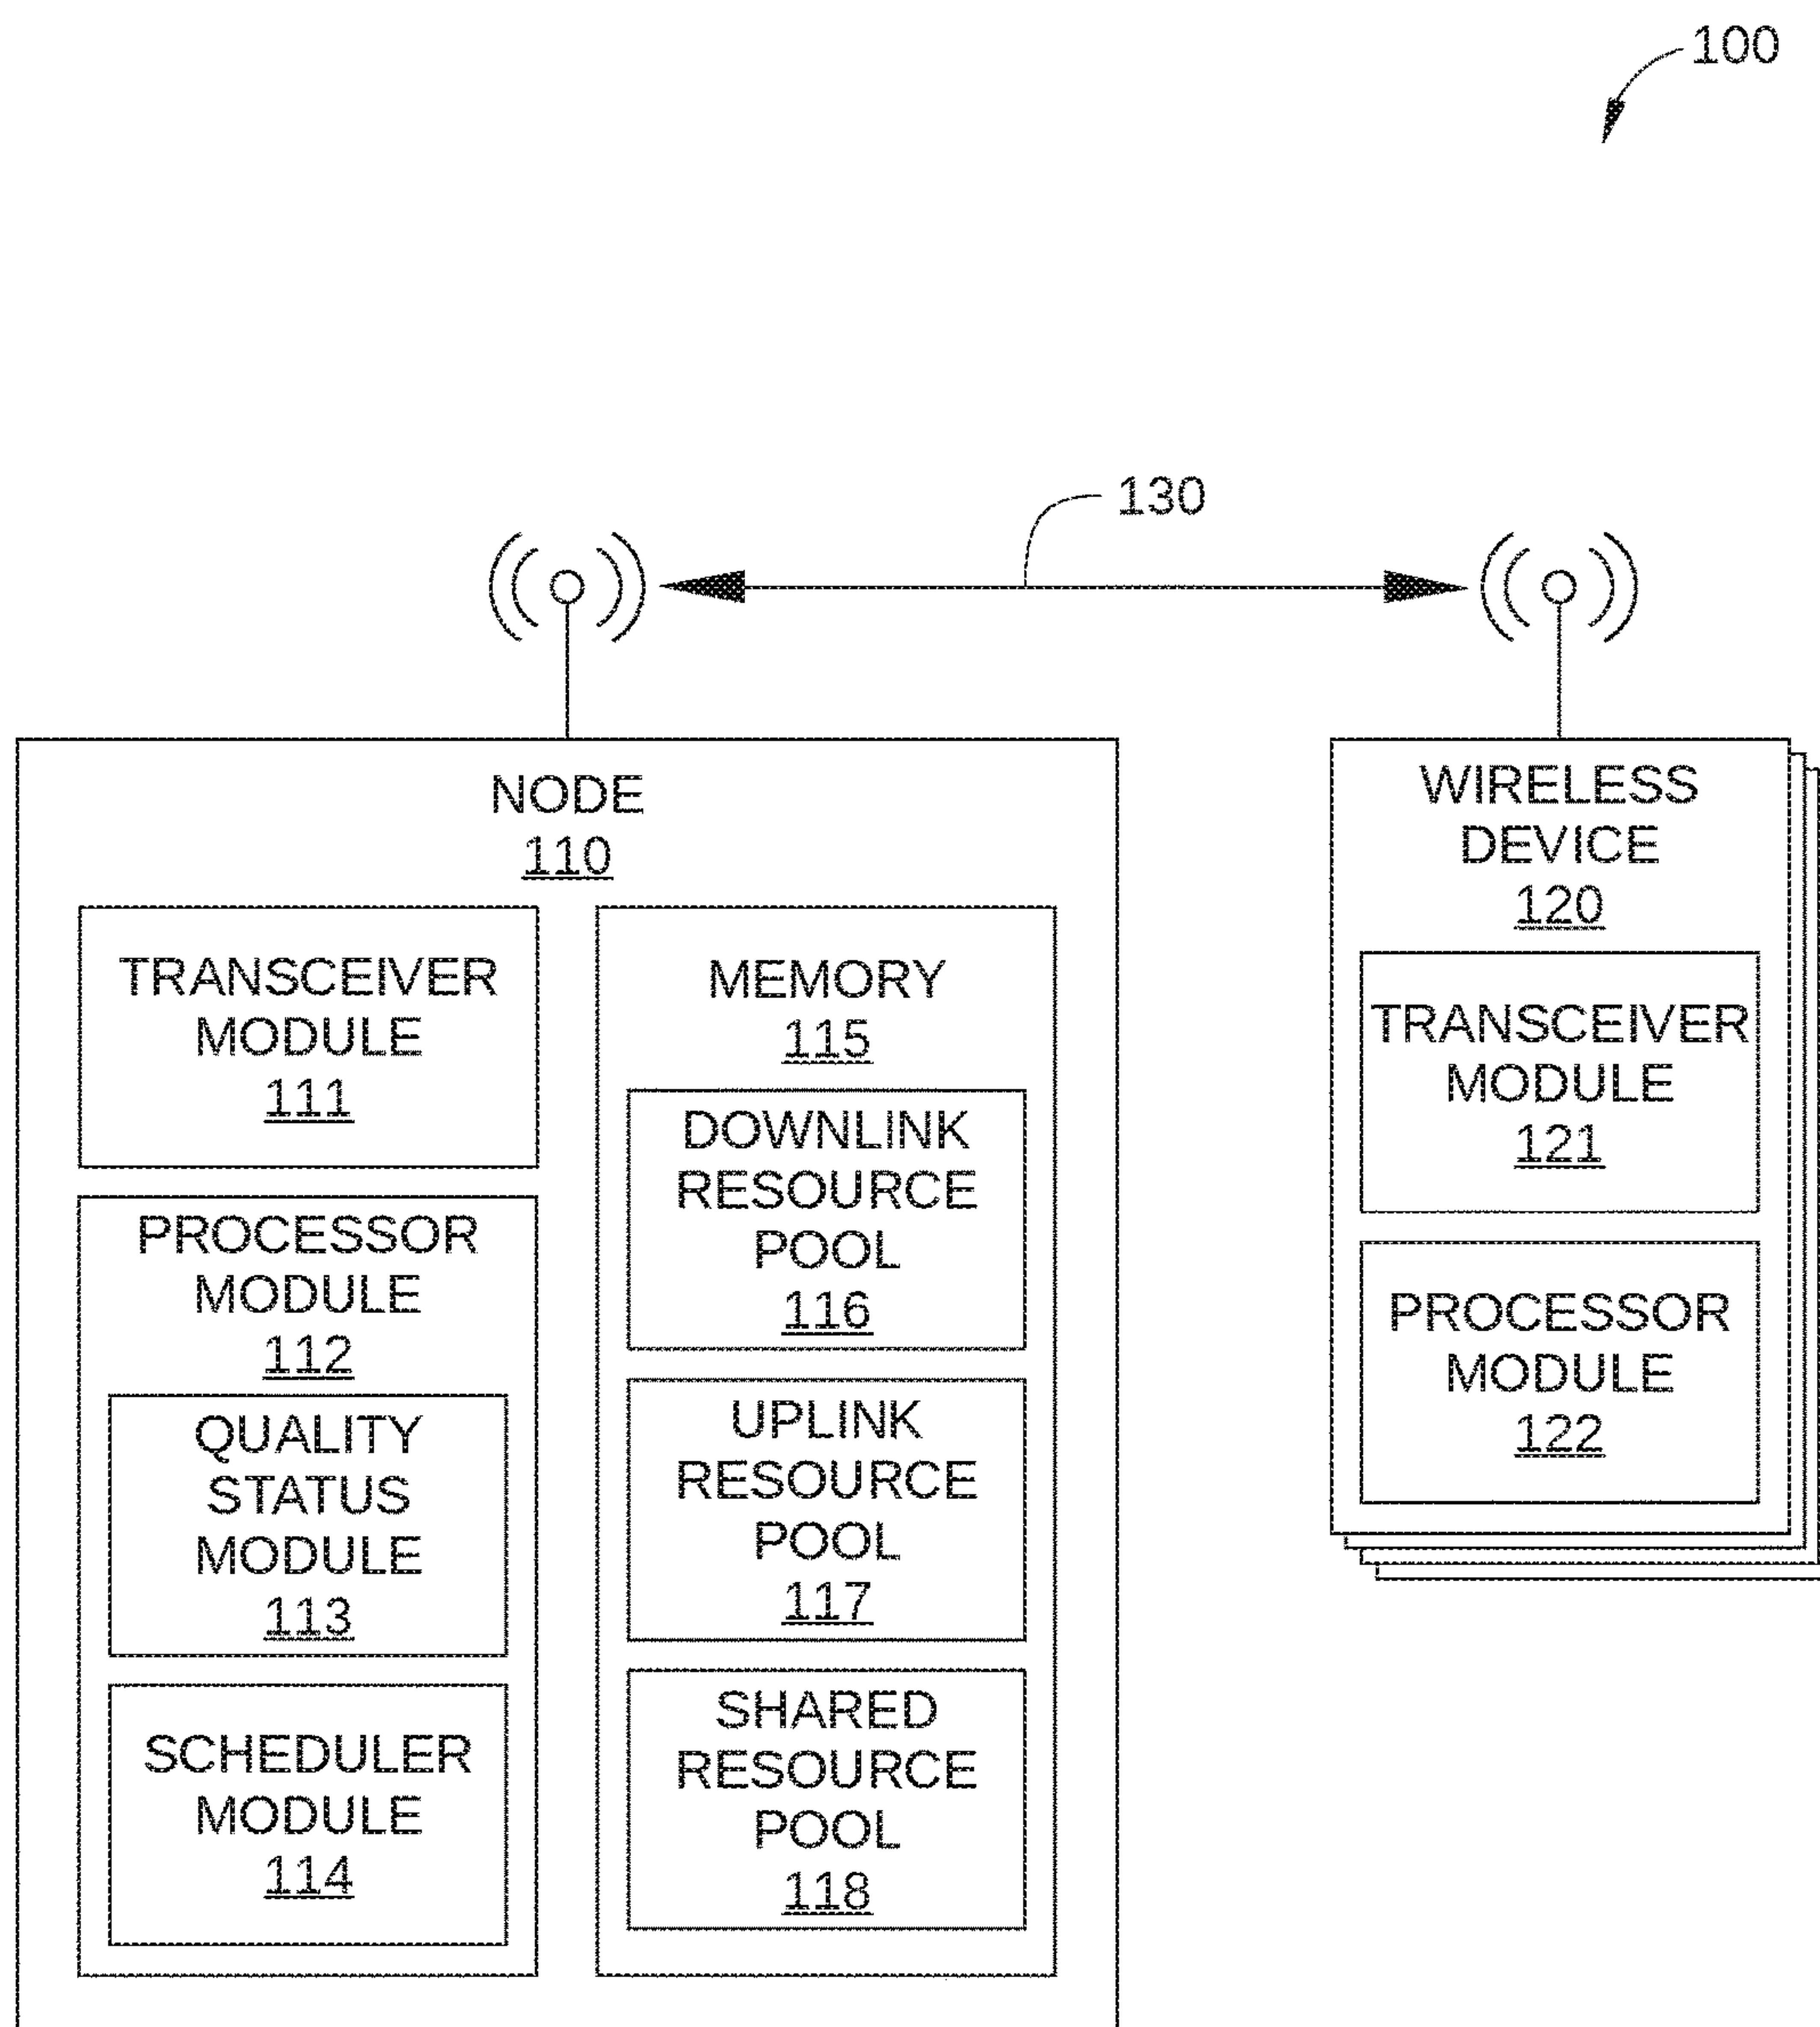 100
130
NODE
110
TRANSCEIVER
MODULE
111
PROCESSOR
MODULE
112
QUALITY
STATUS
MODULE
113
SCHEDULER
MODULE
114
MEMORY
115
DOWNLINK
RESOURCE
POOL
116
UPLINK
RESOURCE
POOL
117
SHARED
RESOURCE
POOL
118
WIRELESS
DEVICE
120
TRANSCEIVER
MODULE
121
PROCESSOR
MODULE
122